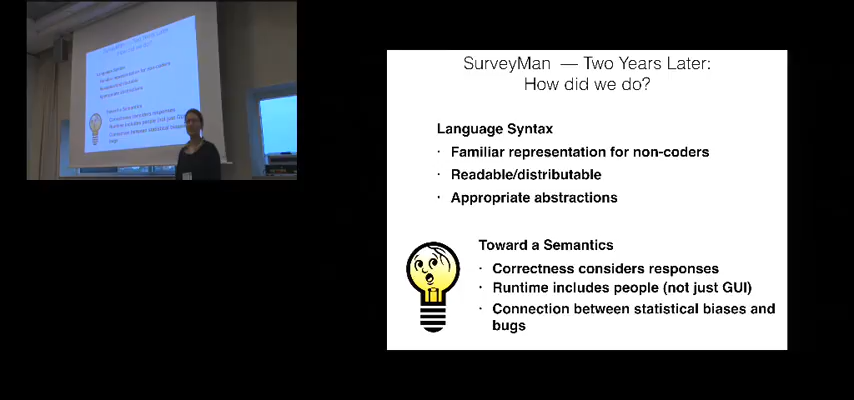 SurveyMan — Two Years Later:
How did we do?
Language Syntax
· Familiar representation for non-coders
· Readable/distributable
· Appropriate abstractions
Toward a Semantics
· Correctness considers responses
· Runtime includes people (not just GUI)
· Connection between statistical biases and
bugs